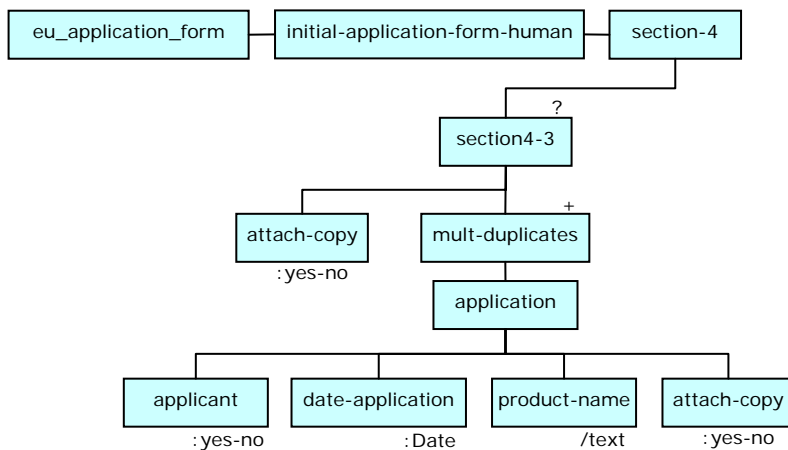 eu_application_form
initial-application-form-human
section-4
?
section4-3
+
attach-copy
mult-duplicates
:yes-no
application
applicant
date-application
product-name
attach-copy
:yes-no
:Date
/text
:yes-no